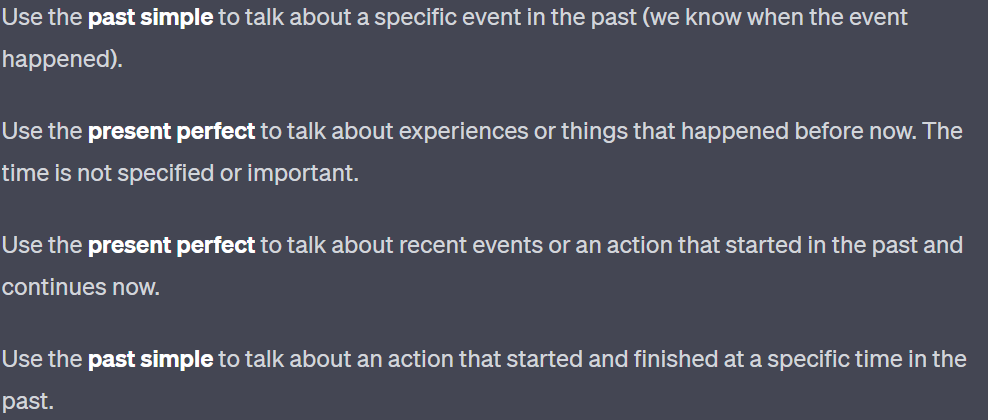 Use the past simple to talk about a specific event in the past (we know when the event
happened).
Use the present perfect to talk about experiences or things that happened before now. The
time is not specified or important.
Use the present perfect to talk about recent events or an action that started in the past and
continues now.
Use the past simple to talk about an action that started and finished at a specific time in the
past.